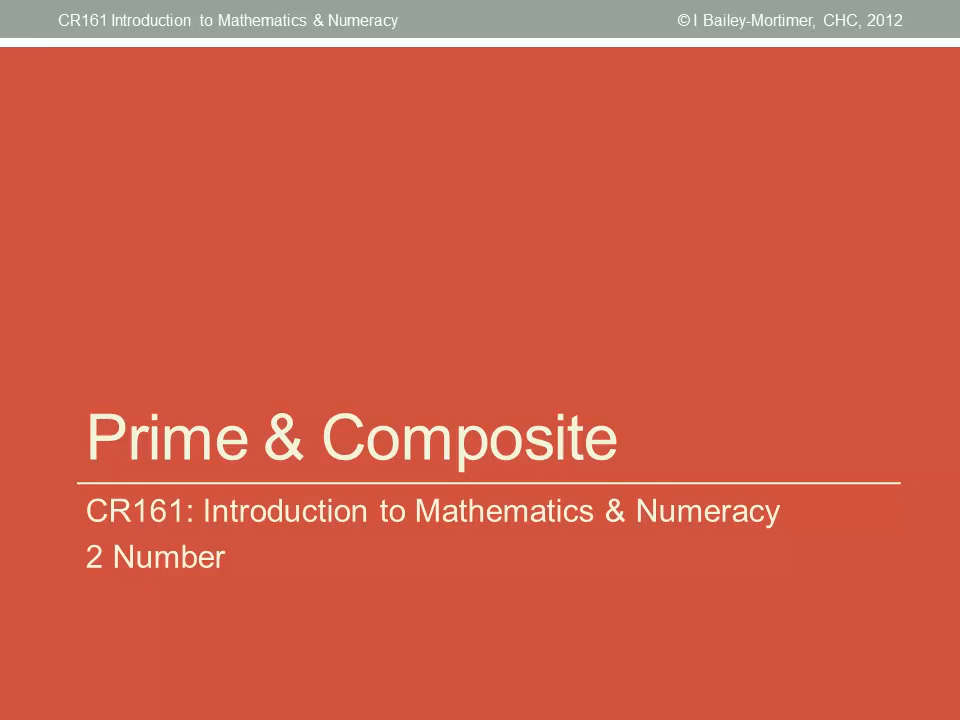 CR161 Introduction to Mathematics & Numeracy
© I Bailey-Mortimer, CHC, 2012
Prime & Composite
CR161: Introduction to Mathematics & Numeracy
2 Number